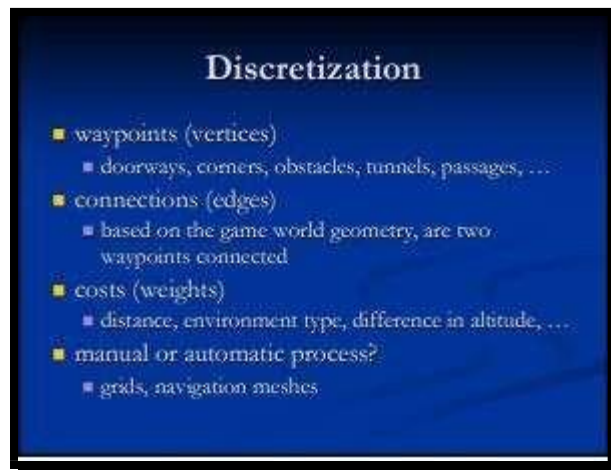 Discretization
waypoints (vertices)
doorways, corners, obstacles, tunnels, passages, …
connections (edges)
based on the game world geometry, are two
waypoints connected
costs (weights)
distance, environment type, difference in altitude, …
manual or automatic process?
grids, navigation meshes